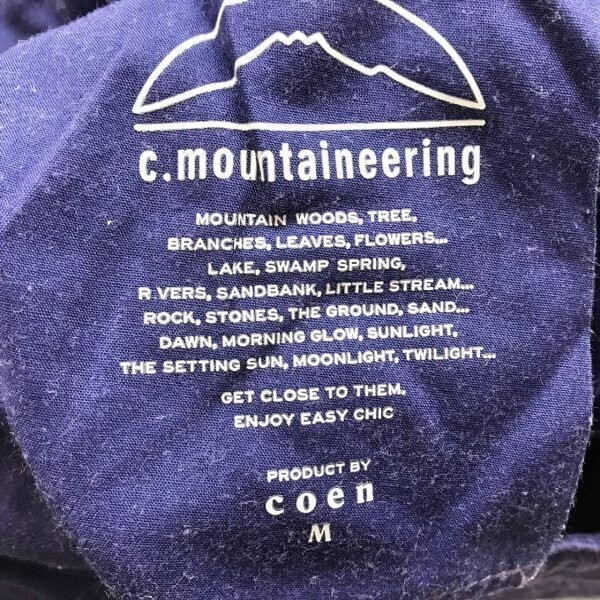 c.mountaineering
MOUNTAIN WOODS, TREE,
BRANCHES, LEAVES, FLOWERS...
LAKE, SWAMP SPRING,
R VERS, SANDBANK, LITTLE STREAM...
ROCK, STONES, THE GROUND, SAND...
DAWN, MORNING GLOW, SUNLIGHT,
THE SETTING SUN, MOONLIGHT, TWILIGHT...
GET CLOSE TO THEM,
ENJOY EASY CHIC
PRODUCT BY
coen
M